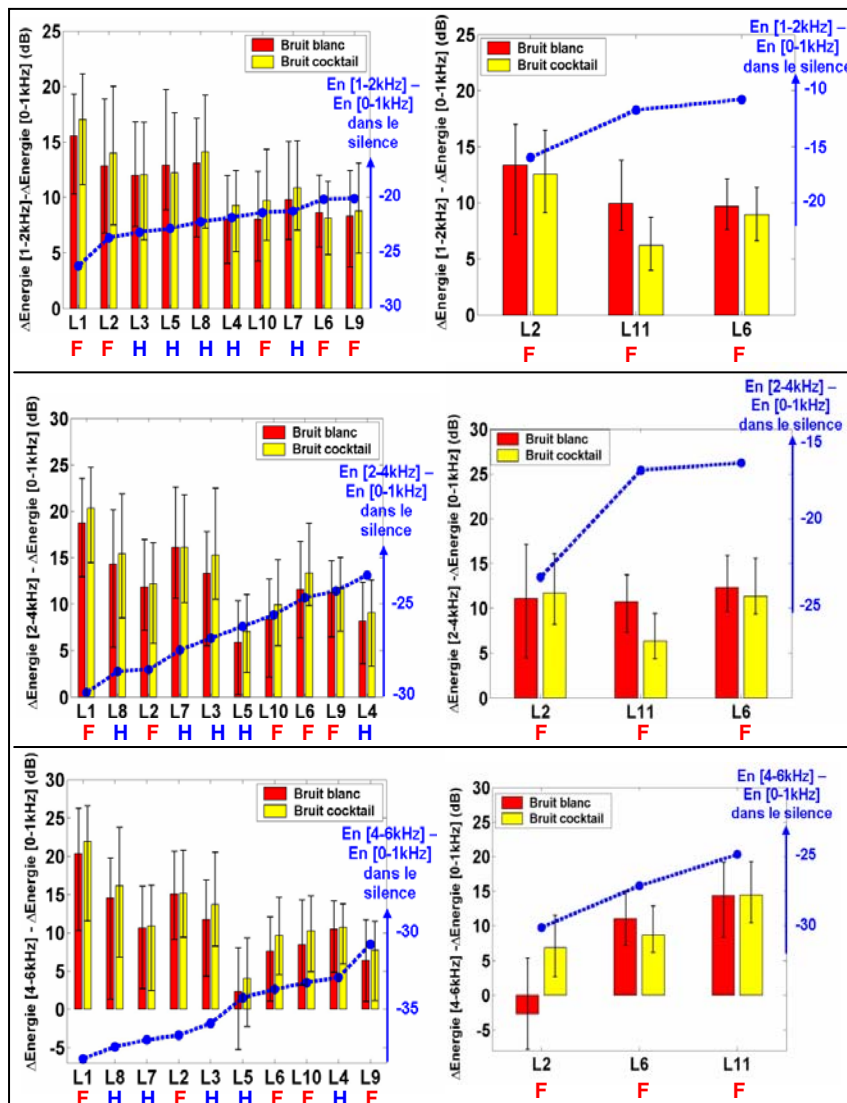 ΔEnergie [1-2kHz]-ΔEnergie [0-1kHz] (dB)
25
20
15
10
5
0
Bruit blanc
Bruit cocktail
En [1-2kHz] –
En [0-1kHz]
dans le
silence
-20
-25
-30
L1 L2 L3 L5 L8 L4 L10 L7 L6 L9
F F H H H H F H F F
ΔEnergie [1-2kHz] - ΔEnergie [0-1kHz] (dB)
25
20
15
10
5
0
Bruit blanc
Bruit cocktail
En [1-2kHz] –
En [0-1kHz]
dans le silence
-10
-15
-20
L2 L11 L6
F F F
ΔEnergie [2-4kHz] - ΔEnergie [0-1kHz] (dB)
30
25
20
15
10
5
0
Bruit blanc
Bruit cocktail
En [2-4kHz] –
En [0-1kHz]
dans le
silence
-25
-30
L1 L8 L2 L7 L3 L5 L10 L6 L9 L4
F H F H H H F F F H
ΔEnergie [2-4kHz] -ΔEnergie [0-1kHz] (dB)
30
25
20
15
10
5
0
Bruit blanc
Bruit cocktail
En [2-4kHz] –
En [0-1kHz]
dans le silence
-15
-20
-25
L2 L11 L6
F F F
ΔEnergie [4-6kHz] - ΔEnergie [0-1kHz] (dB)
30
25
20
15
10
5
0
-5
Bruit blanc
Bruit cocktail
En [4-6kHz] –
En [0-1kHz]
dans le
silence
-30
-35
L1 L8 L7 L2 L3 L5 L6 L10 L4 L9
F H H F H H F F H F
ΔEnergie [4-6kHz] -ΔEnergie [0-1kHz] (dB)
30
25
20
15
10
5
0
-5
Bruit blanc
Bruit cocktail
En [4-6kHz] –
En [0-1kHz]
dans le silence
-25
-30
L2 L6 L11
F F F